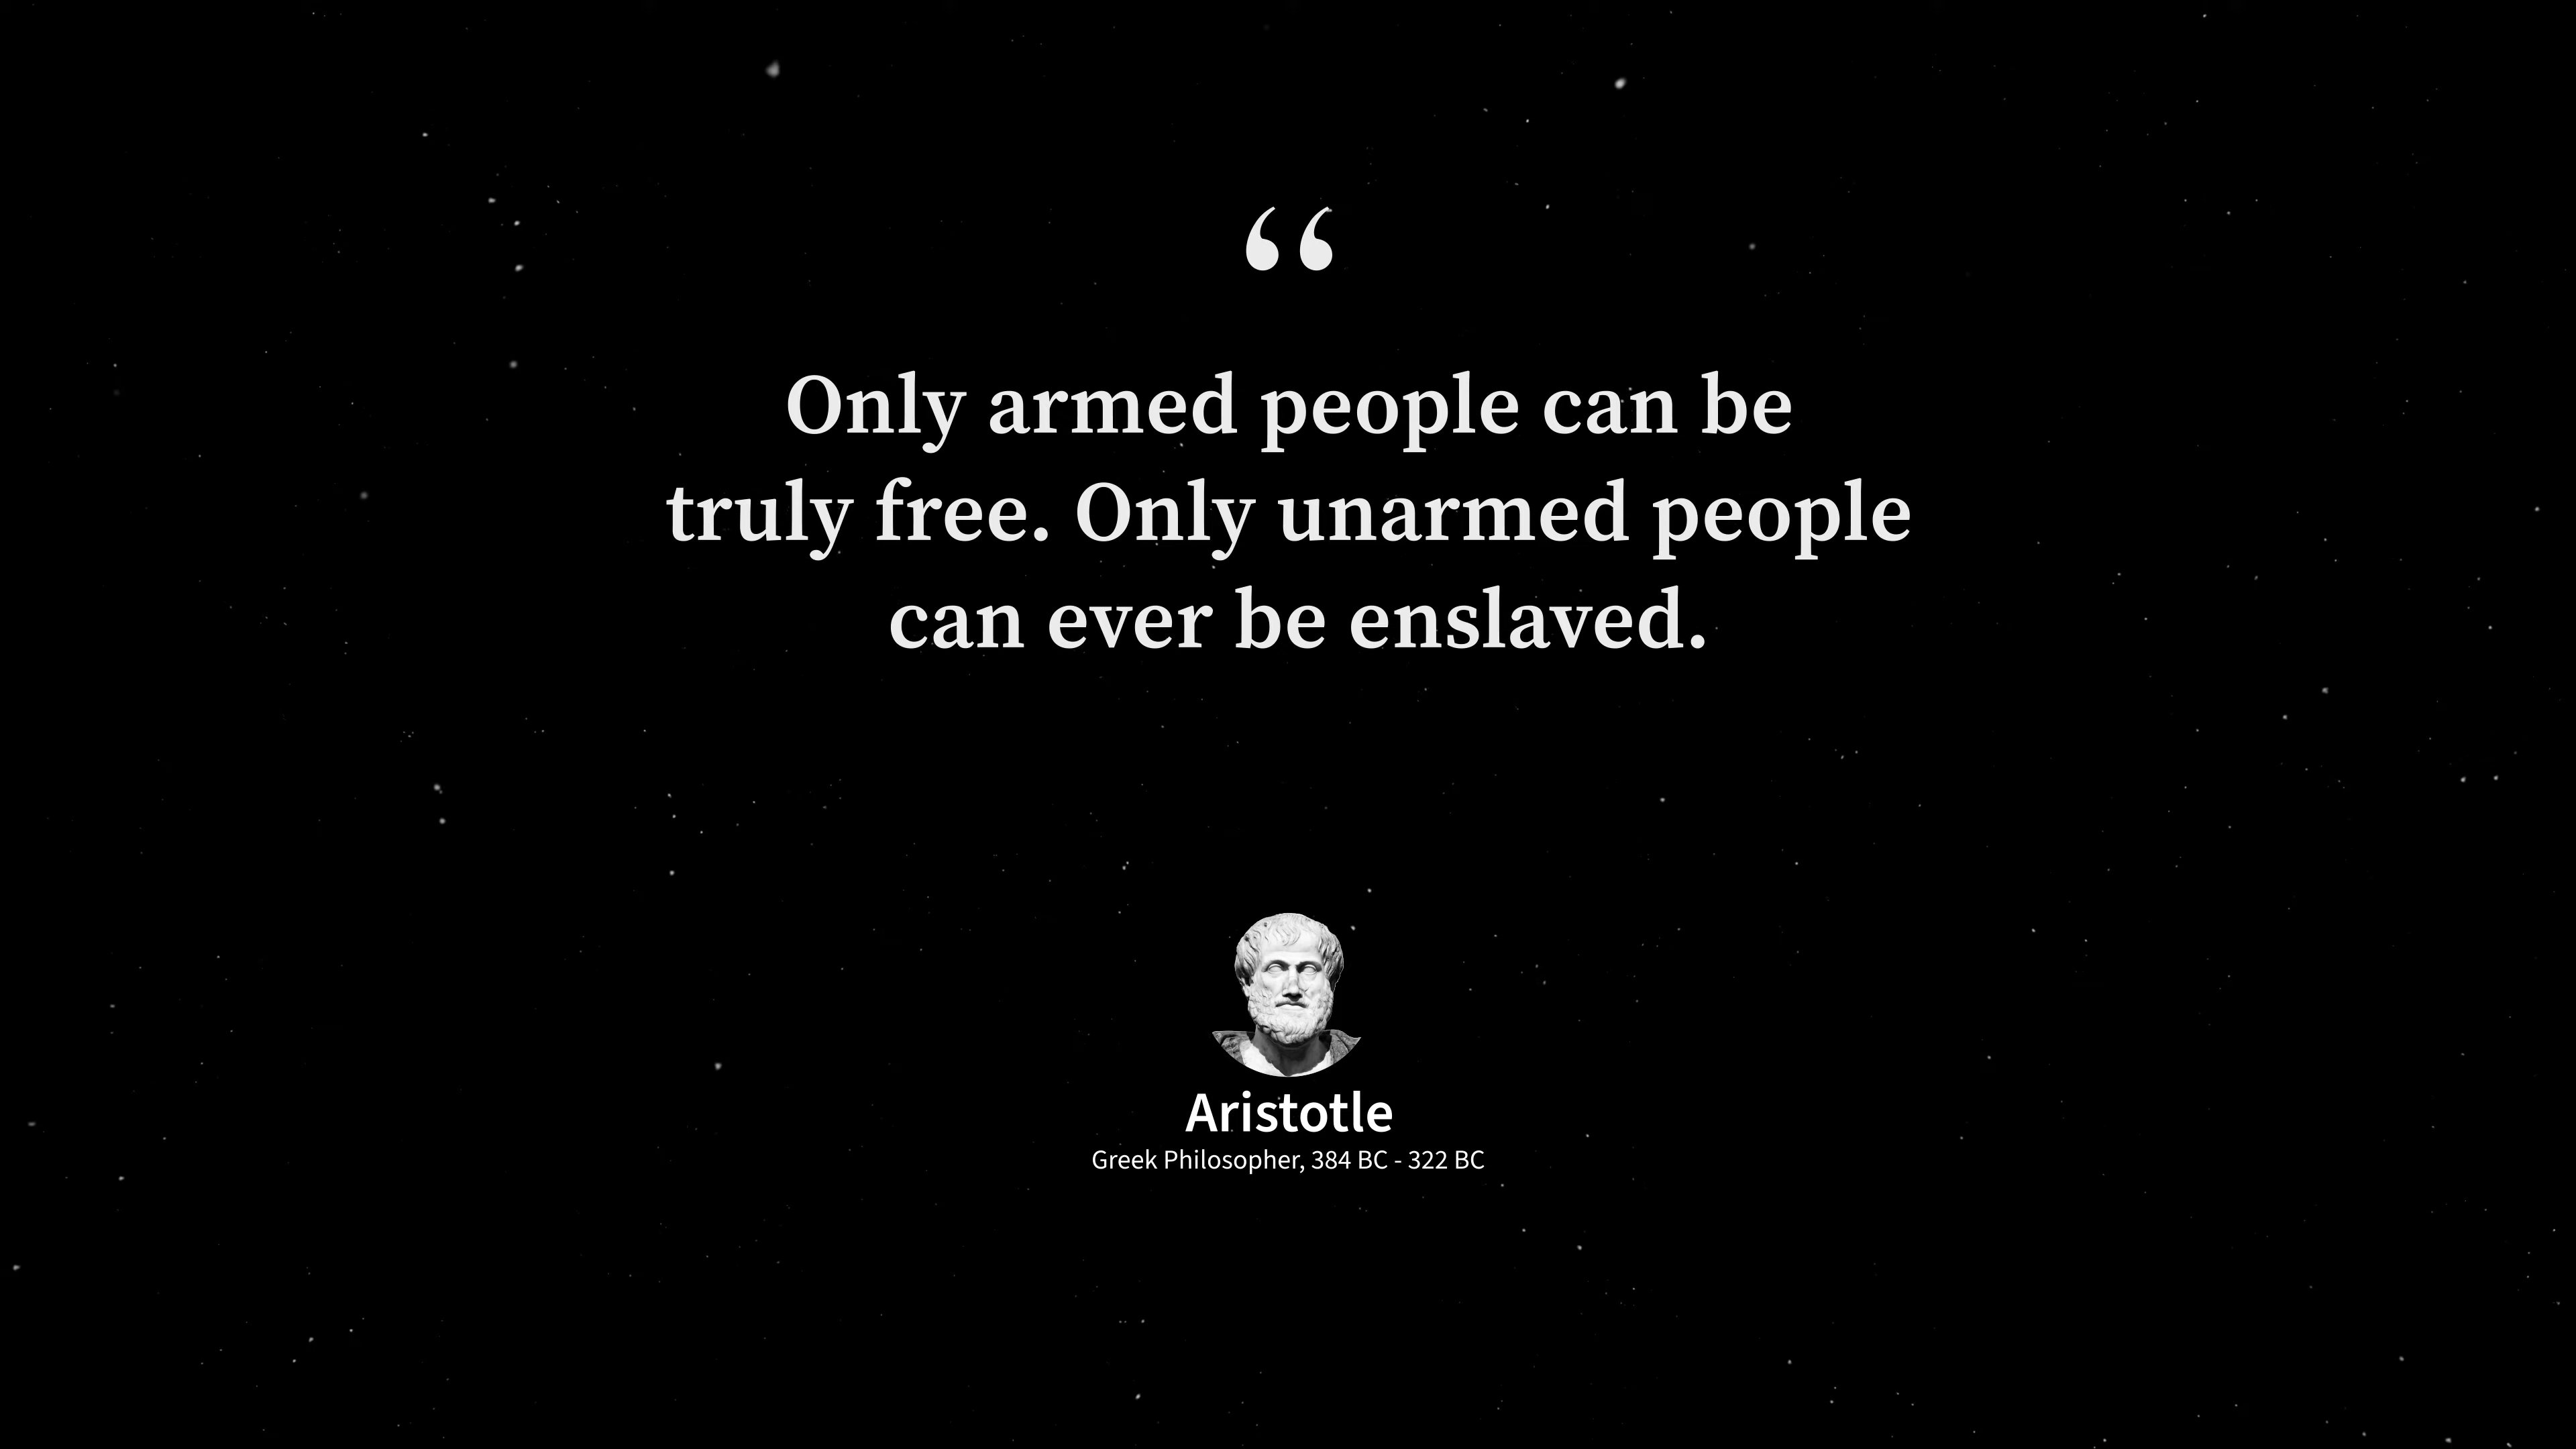 “
Only armed people can be
truly free. Only unarmed people
can ever be enslaved.
Aristotle
Greek Philosopher, 384 BC - 322 BC